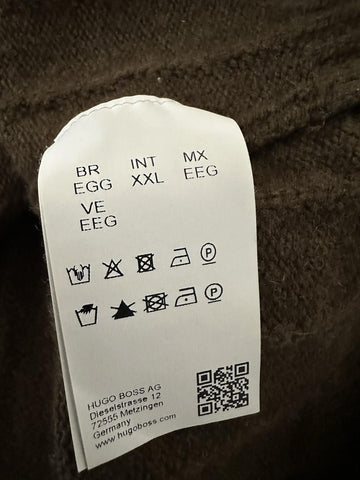 BR INT MX
EGG XXL EEG
VE
EEG
P
P
HUGO BOSS AG
Dieselstrasse 12
72555 Metzingen
Germany
www.hugoboss.com